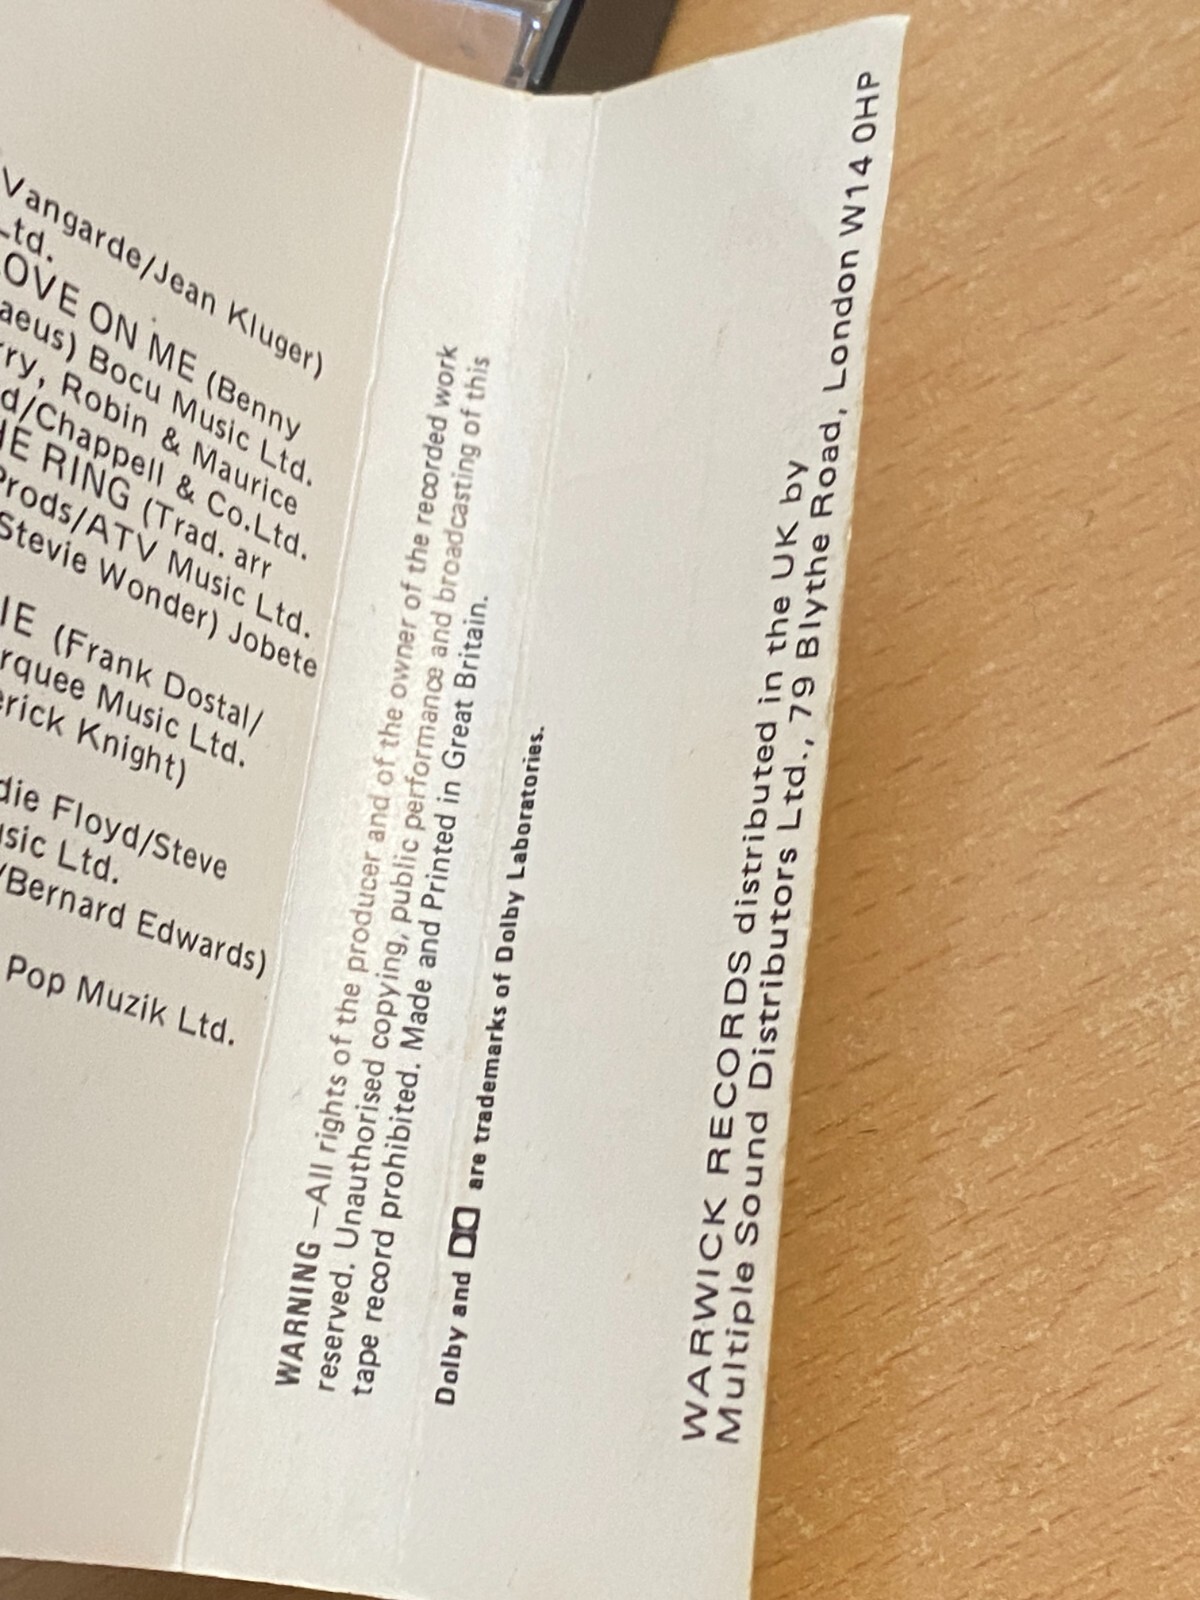 Vangarde/Jean Kluger)
Ltd.
LOVE ON ME (Benny
aeus) Bocu Music Ltd.
rry, Robin & Maurice
d/Chappell & Co.Ltd.
HE RING (Trad. arr
Prods/ATV Music Ltd.
Stevie Wonder) Jobete
IE (Frank Dostal/
rquee Music Ltd.
erick Knight)
die Floyd/Steve
usic Ltd.
/Bernard Edwards)
Pop Muzik Ltd.
WARNING –All rights of the producer and of the owner of the recorded work
reserved. Unauthorised copying, public performance and broadcasting of this
tape record prohibited. Made and Printed in Great Britain.
Dolby and are trademarks of Dolby Laboratories.
WARWICK RECORDS distributed in the UK by
Multiple Sound Distributors Ltd., 79 Blythe Road, London W14 0HP